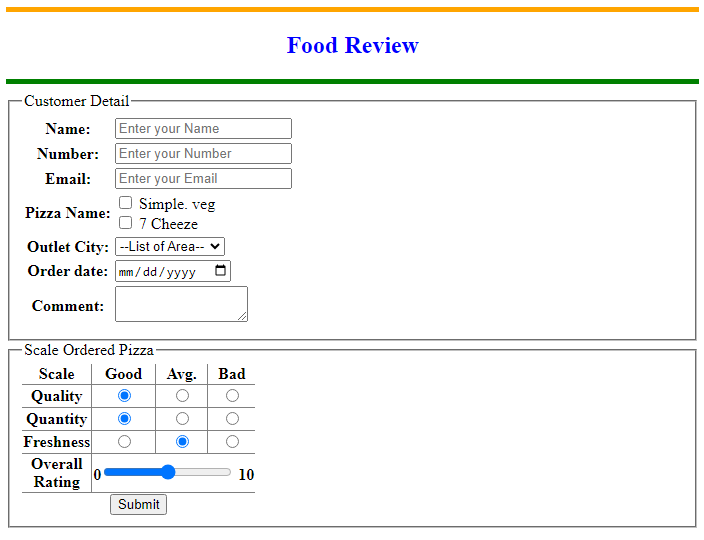 Food Review
Customer Detail
Name: Enter your Name
Number: Enter your Number
Email: Enter your Email
Pizza Name: Simple. veg
7 Cheeze
Outlet City: --List of Area--
Order date: mm/dd/yyyy
Comment:
Scale Ordered Pizza
Scale Good Avg. Bad
Quality
Quantity
Freshness
Overall
Rating 0 10
Submit